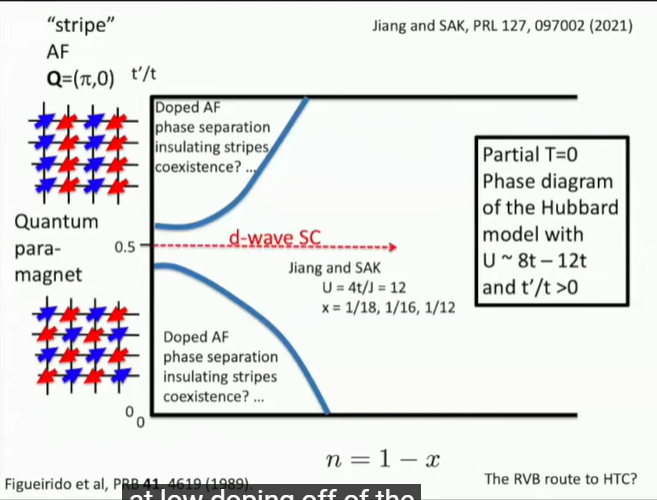 “stripe”
AF
Q=(π,0)
Jiang and SAK, PRL 127, 097002 (2021)
t’/t
Doped AF
phase separation
insulating stripes
coexistence? ...
Partial T=0
Phase diagram
of the Hubbard
model with
U ~ 8t – 12t
and t’/t >0
Quantum
para-
magnet
0.5
d-wave SC
Jiang and SAK
U = 4t/J = 12
x = 1/18, 1/16, 1/12
Doped AF
phase separation
insulating stripes
coexistence? ...
0
0
n = 1 − x
Figueirido et al, PRB 41, 4619 (1989).
The RVB route to HTC?
at low doping off of the